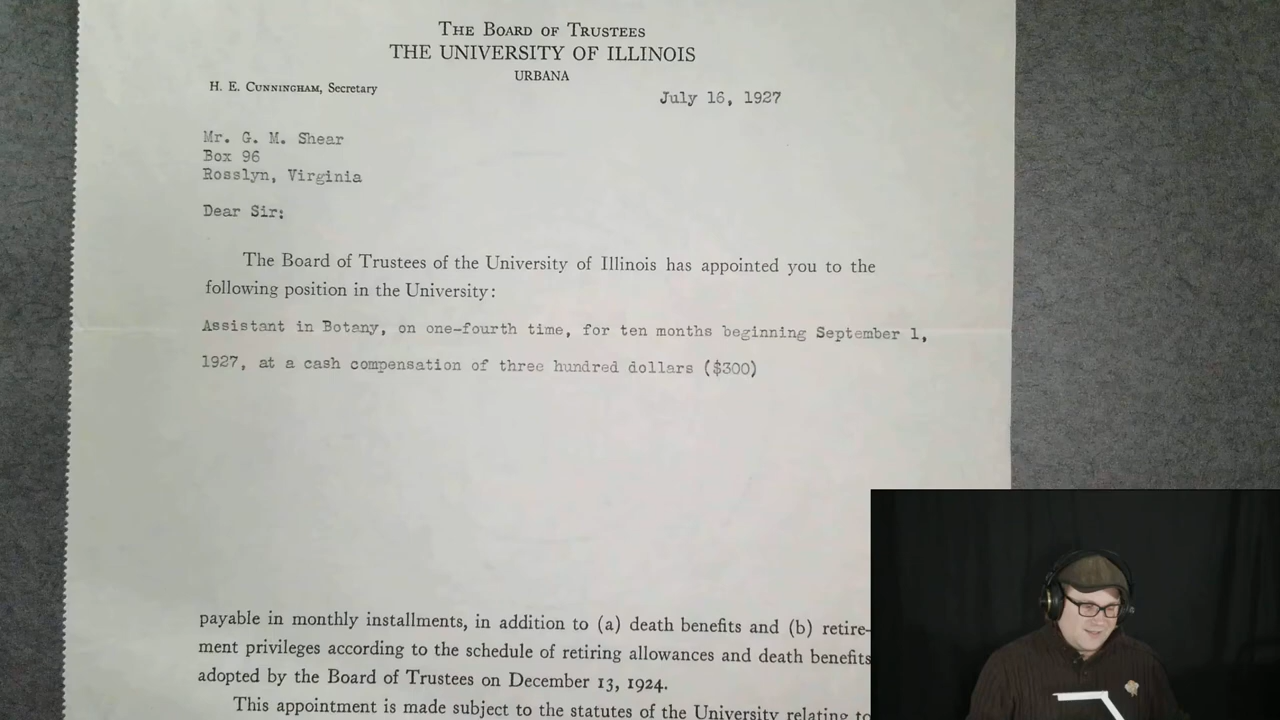 The Board of Trustees
THE UNIVERSITY OF ILLINOIS
URBANA
H. E. Cunningham, Secretary
July 16, 1927
Mr. G. M. Shear
Box 96
Rosslyn, Virginia
Dear Sir:
The Board of Trustees of the University of Illinois has appointed you to the
following position in the University:
Assistant in Botany, on one-fourth time, for ten months beginning September 1,
1927, at a cash compensation of three hundred dollars ($300)
payable in monthly installments, in addition to (a) death benefits and (b) retire-
ment privileges according to the schedule of retiring allowances and death benefits
adopted by the Board of Trustees on December 13, 1924.
This appointment is made subject to the statutes of the University relating to